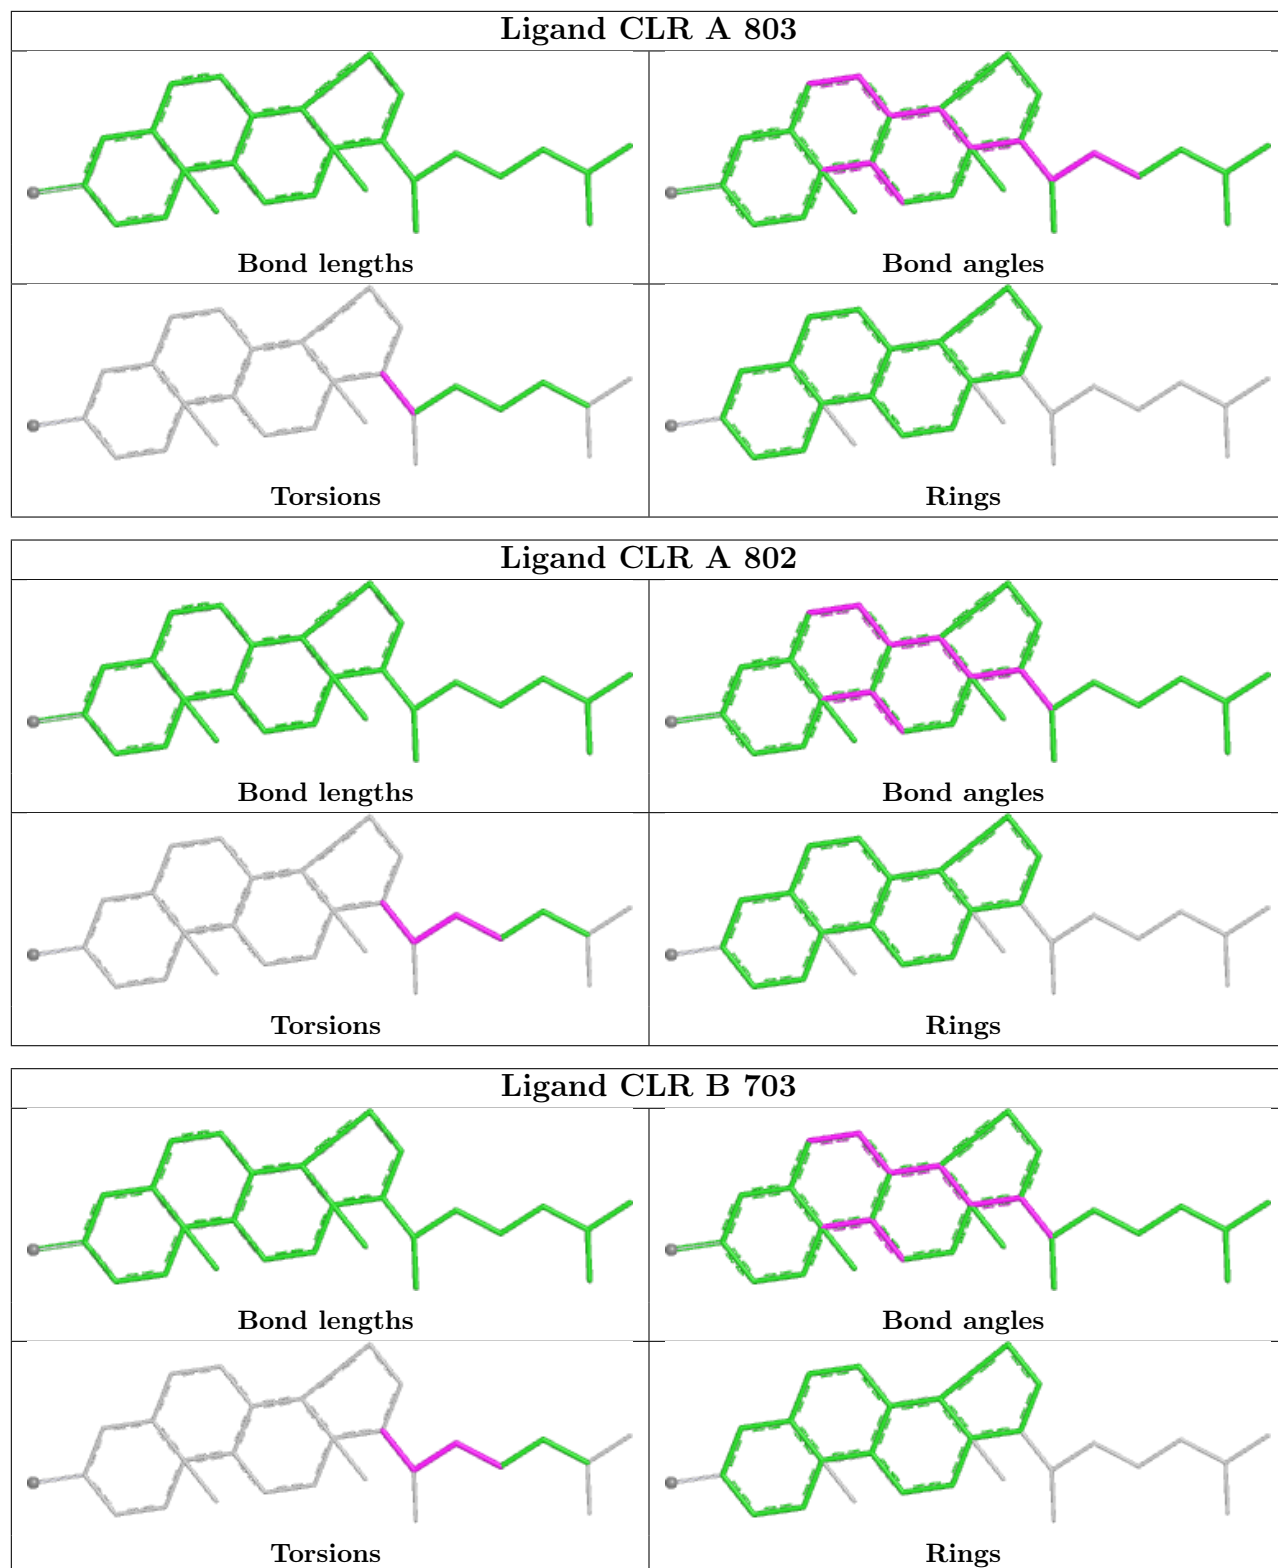 Ligand CLR A 803
Bond lengths
Bond angles
Torsions
Rings
Ligand CLR A 802
Bond lengths
Bond angles
Torsions
Rings
Ligand CLR B 703
Bond lengths
Bond angles
Torsions
Rings